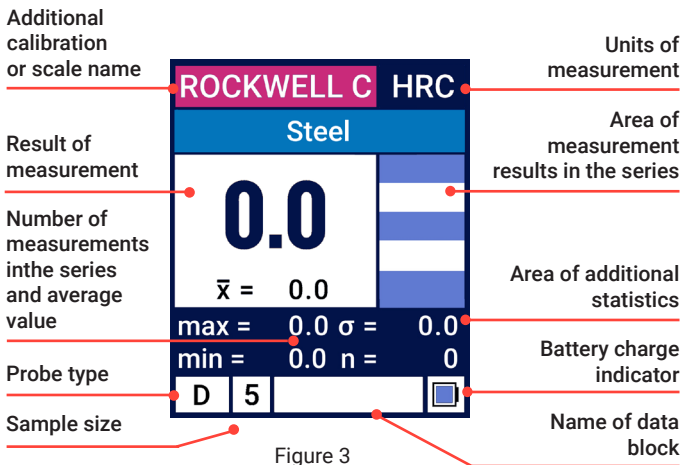 Additional
calibration
or scale name
Result of
measurement
Number of
measurements
inthe series
and average
value
Probe type
Sample size
ROCKWELL C HRC
Steel
0.0
x̄ = 0.0
max = 0.0 σ = 0.0
min = 0.0 n = 0
D 5
Units of
measurement
Area of
measurement
results in the series
Area of additional
statistics
Battery charge
indicator
Name of data
block
Figure 3